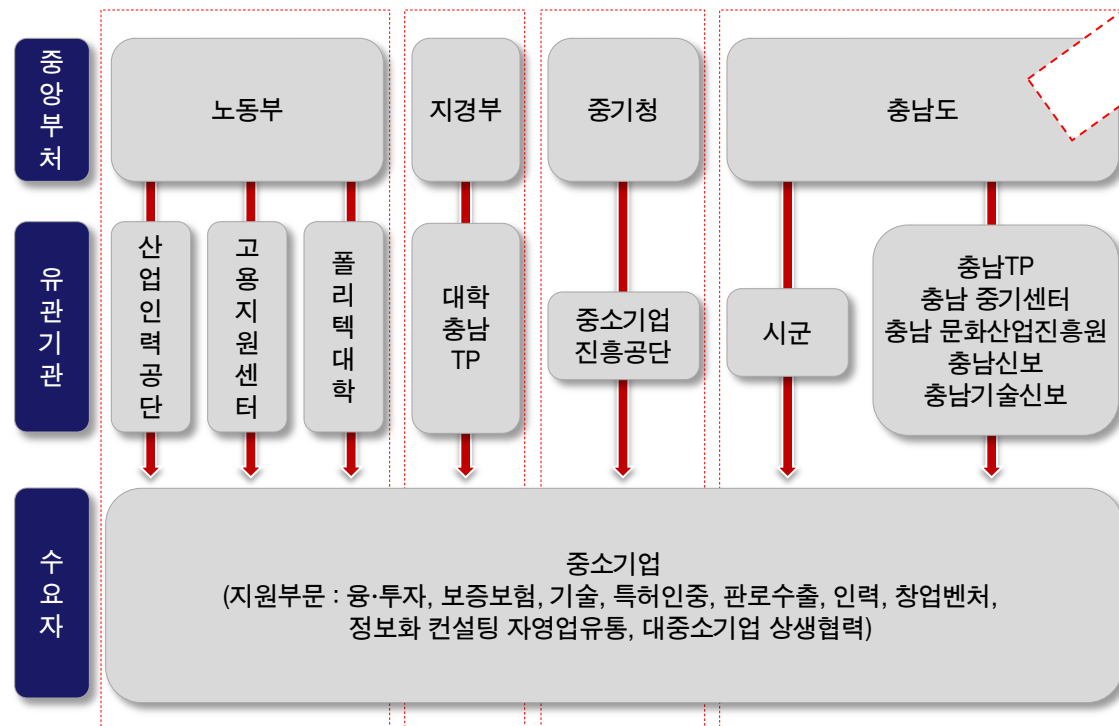 중앙부처
노동부
지경부
중기청
충남도
유관기관
산업인력공단
고용지원센터
폴리텍대학
대학
충남
TP
중소기업
진흥공단
시군
충남TP
충남 중기센터
충남 문화산업진흥원
충남신보
충남기술신보
수요자
중소기업
(지원부문 : 융·투자, 보증보험, 기술, 특허인중, 판로수출, 인력, 창업벤처,
정보화 컨설팅 자영업유통, 대중소기업 상생협력)